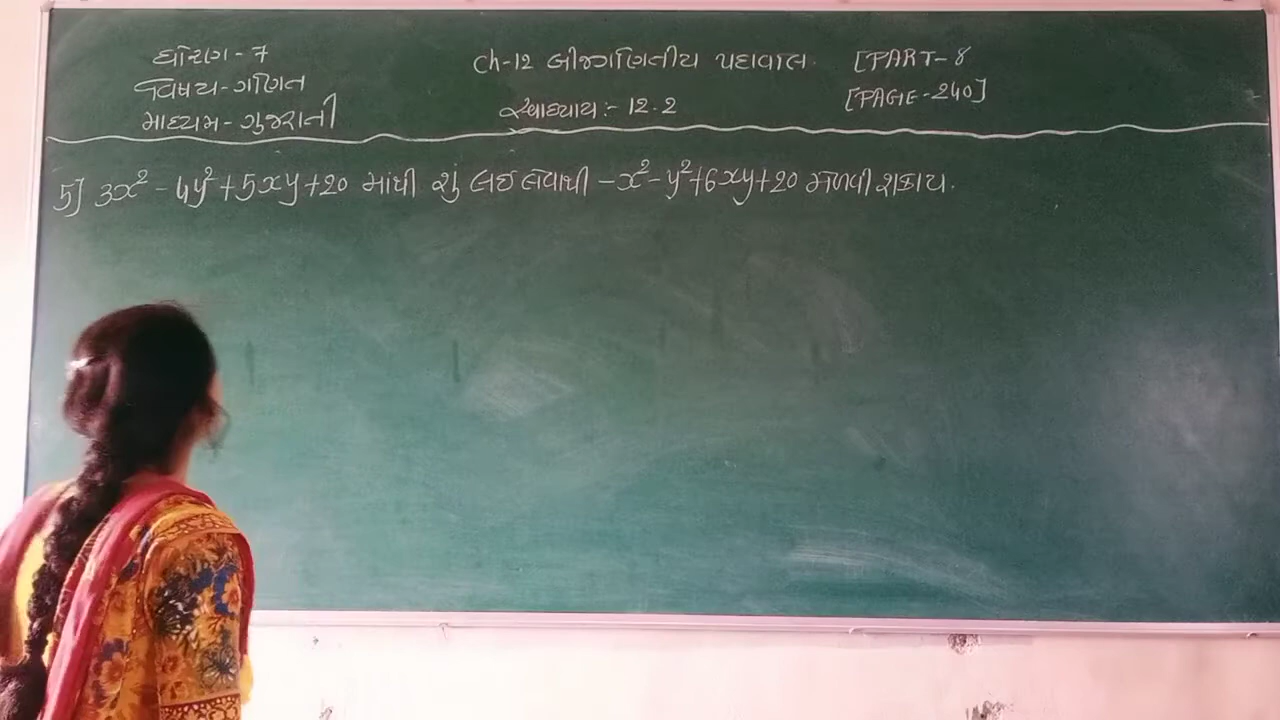 ધોરણ - 7
વિષય - ગણિત
માધ્યમ - ગુજરાતી
Ch-12 બીજગણિતીય પદાવલિ
સ્વાધ્યાય :- 12.2
[PART-8
[PAGE-240]
5] 3x² - 4y² + 5xy + 20 માંથી શું લઇ લેવાથી -x² - y² + 6xy + 20 મળવી શકાય.